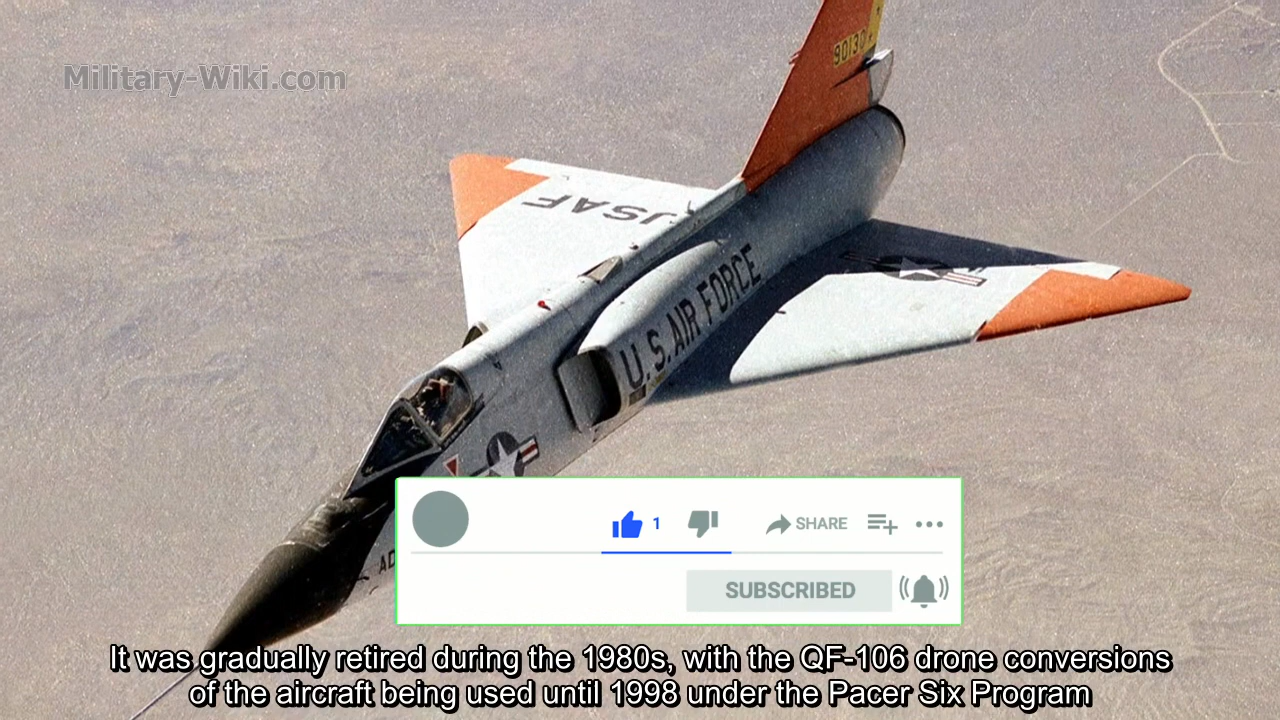 Military-Wiki.com
90130
USAF
U.S. AIR FORCE
AD
1
SHARE
SUBSCRIBED
It was gradually retired during the 1980s, with the QF-106 drone conversions
of the aircraft being used until 1998 under the Pacer Six Program